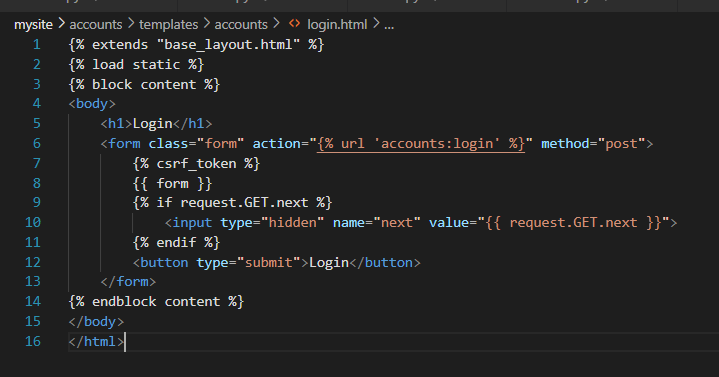 mysite > accounts > templates > accounts > <> login.html > ...
1 {% extends "base_layout.html" %}
2 {% load static %}
3 {% block content %}
4 <body>
5     <h1>Login</h1>
6     <form class="form" action="{% url 'accounts:login' %}" method="post">
7         {% csrf_token %}
8         {{ form }}
9         {% if request.GET.next %}
10             <input type="hidden" name="next" value="{{ request.GET.next }}">
11         {% endif %}
12         <button type="submit">Login</button>
13     </form>
14 {% endblock content %}
15 </body>
16 </html>